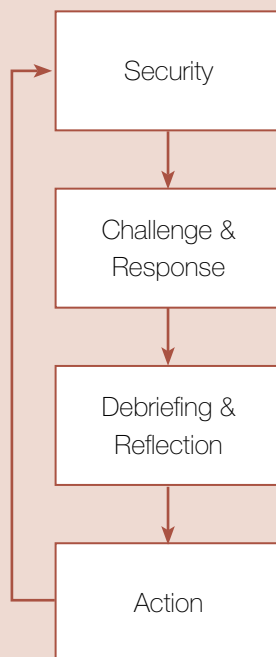 Security
Challenge &
Response
Debriefing &
Reflection
Action